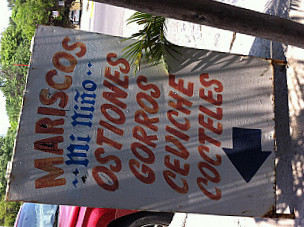 MARISCOS
"Mi Niño"
OSTIONES
GORROS
CEVICHE
COCTELES